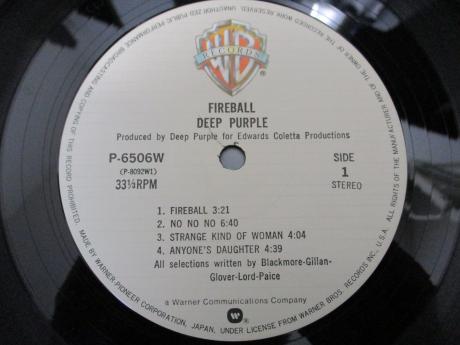 WB
RECORDS
FIREBALL
DEEP PURPLE
Produced by Deep Purple for Edwards Coletta Productions
P-6506W
(P-8092W1)
33⅓RPM
SIDE
1
STEREO
1. FIREBALL 3:21
2. NO NO NO 6:40
3. STRANGE KIND OF WOMAN 4:04
4. ANYONE'S DAUGHTER 4:39
All selections written by Blackmore-Gillan-
Glover-Lord-Paice
a Warner Communications Company
MADE BY WARNER-PIONEER CORPORATION, JAPAN, UNDER LICENSE FROM WARNER BROS. RECORDS INC., U.S.A. ALL RIGHTS OF THE MANUFACTURER AND OF THE OWNER OF THE RECORDED WORK RESERVED. UNAUTHORIZED PUBLIC PERFORMANCE, BROADCASTING AND COPYING OF THIS RECORD PROHIBITED.